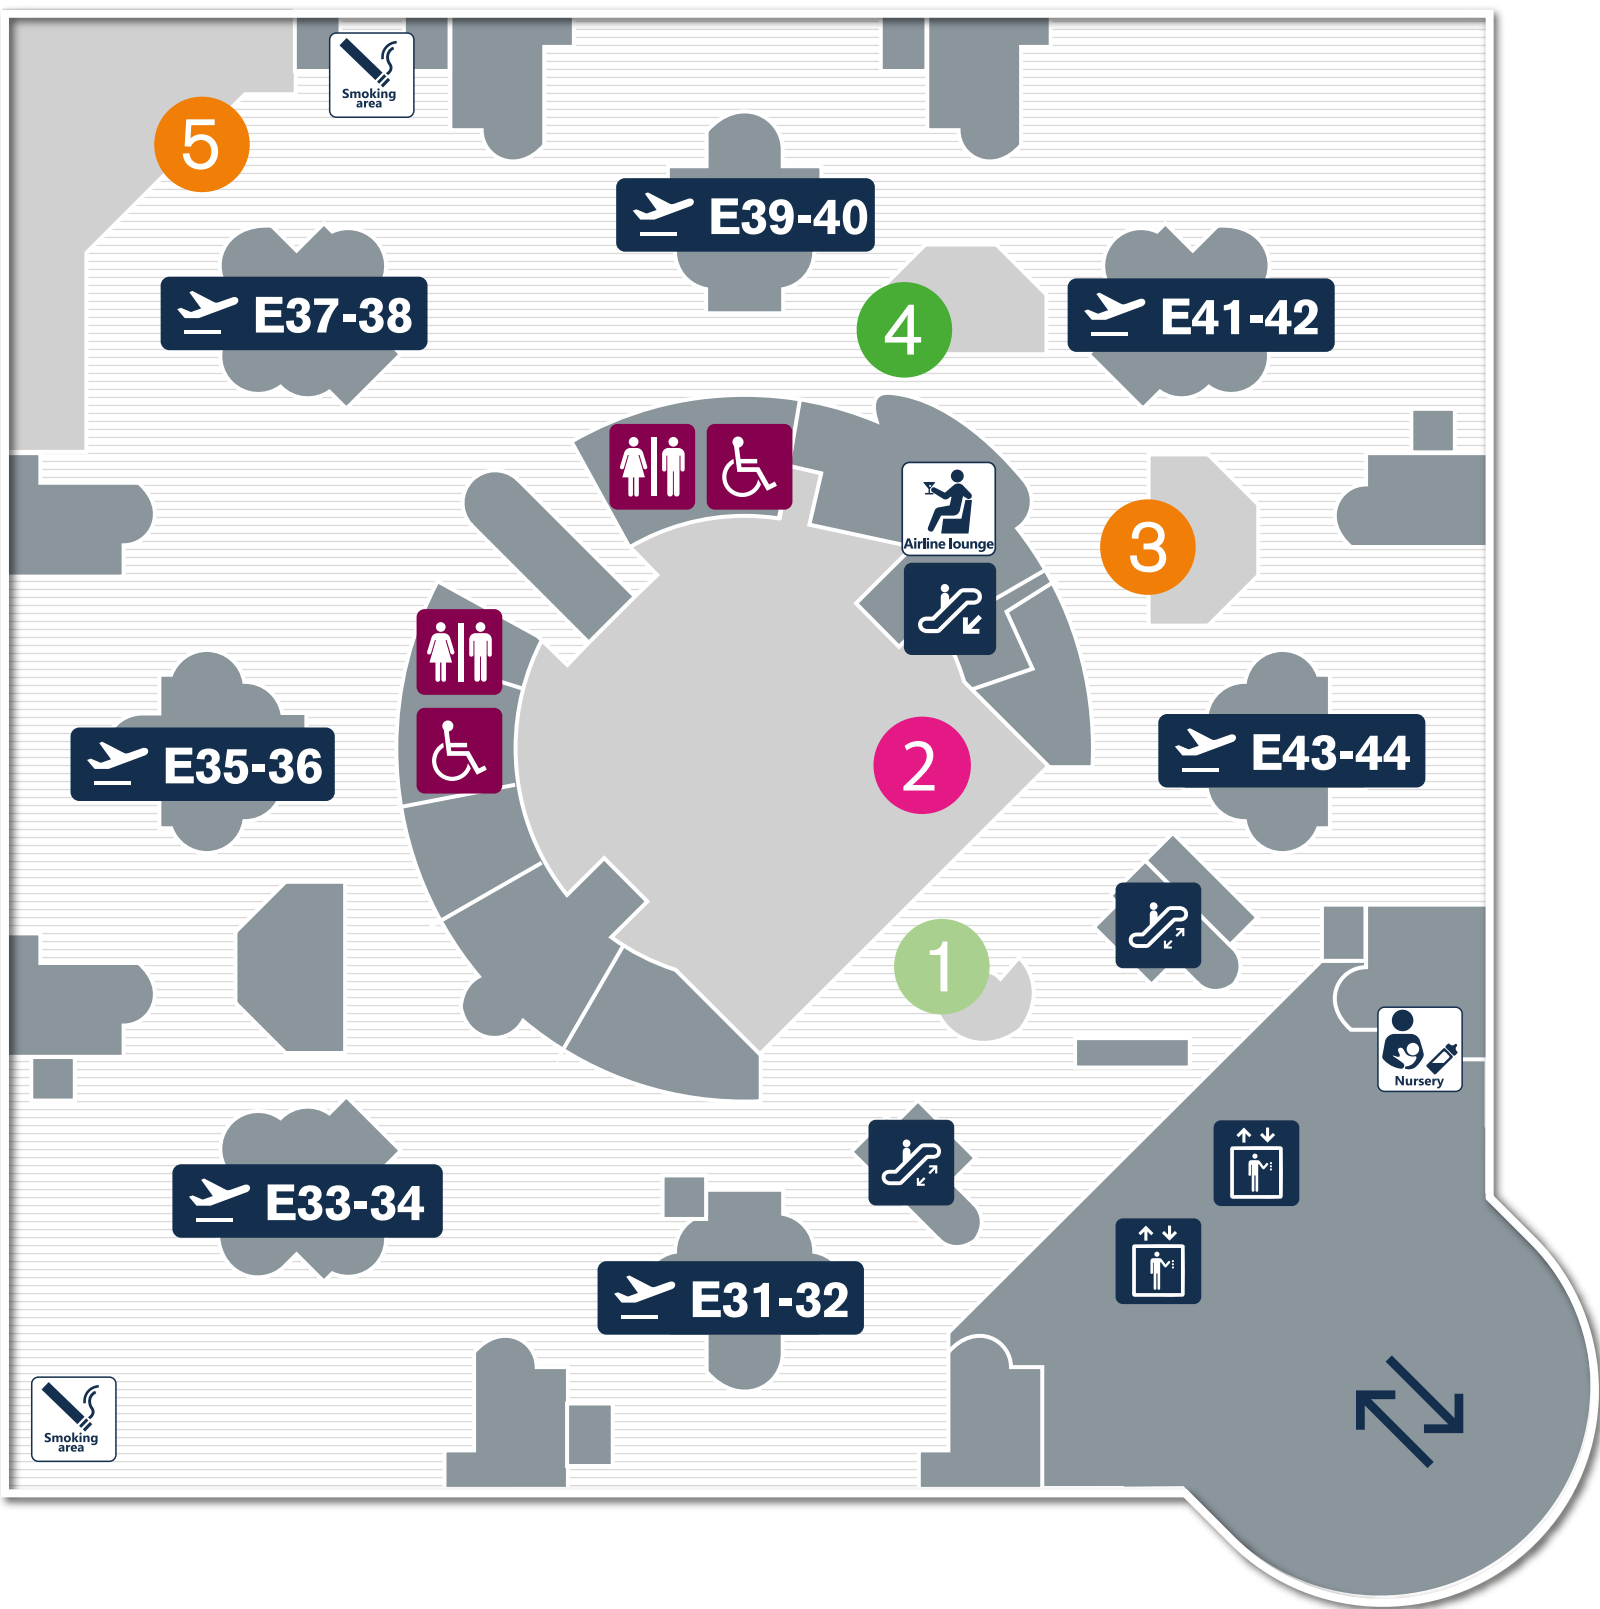 Smoking
area
5
E39-40
E37-38
4
E41-42
Airline lounge
3
2
E35-36
E43-44
1
Nursery
E33-34
E31-32
Smoking
area